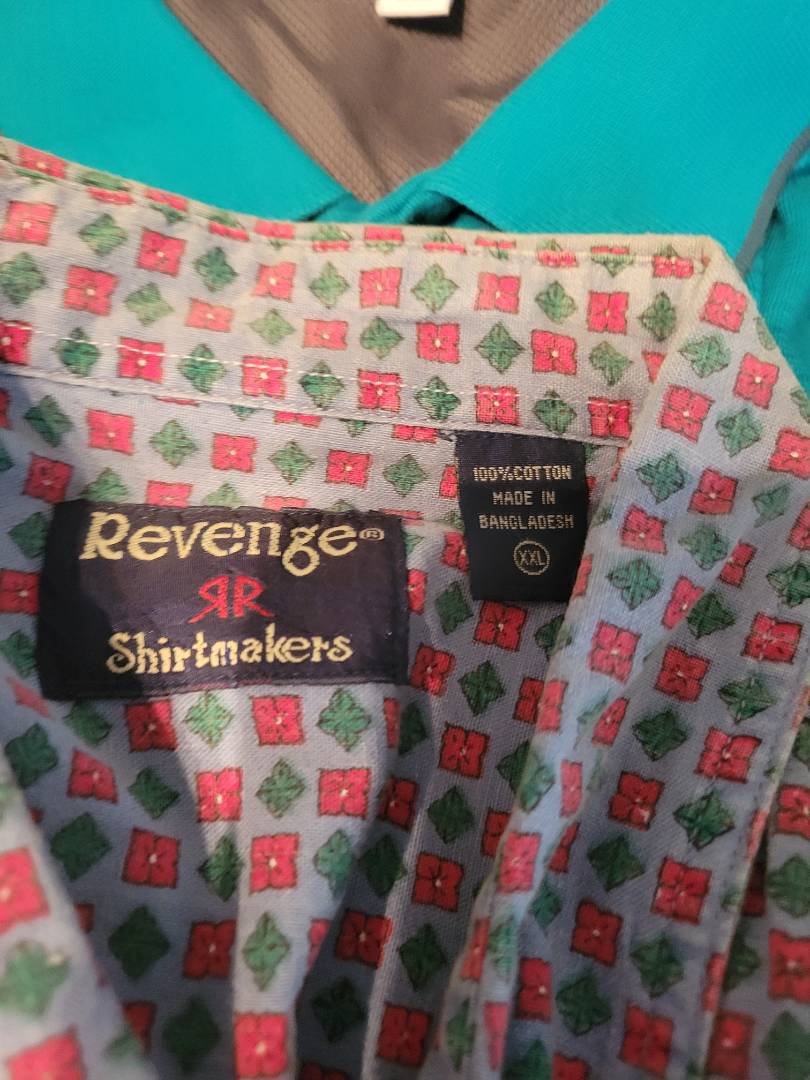 100%COTTON
MADE IN
BANGLADESH
XXL
Revenge®
RR
Shirtmakers